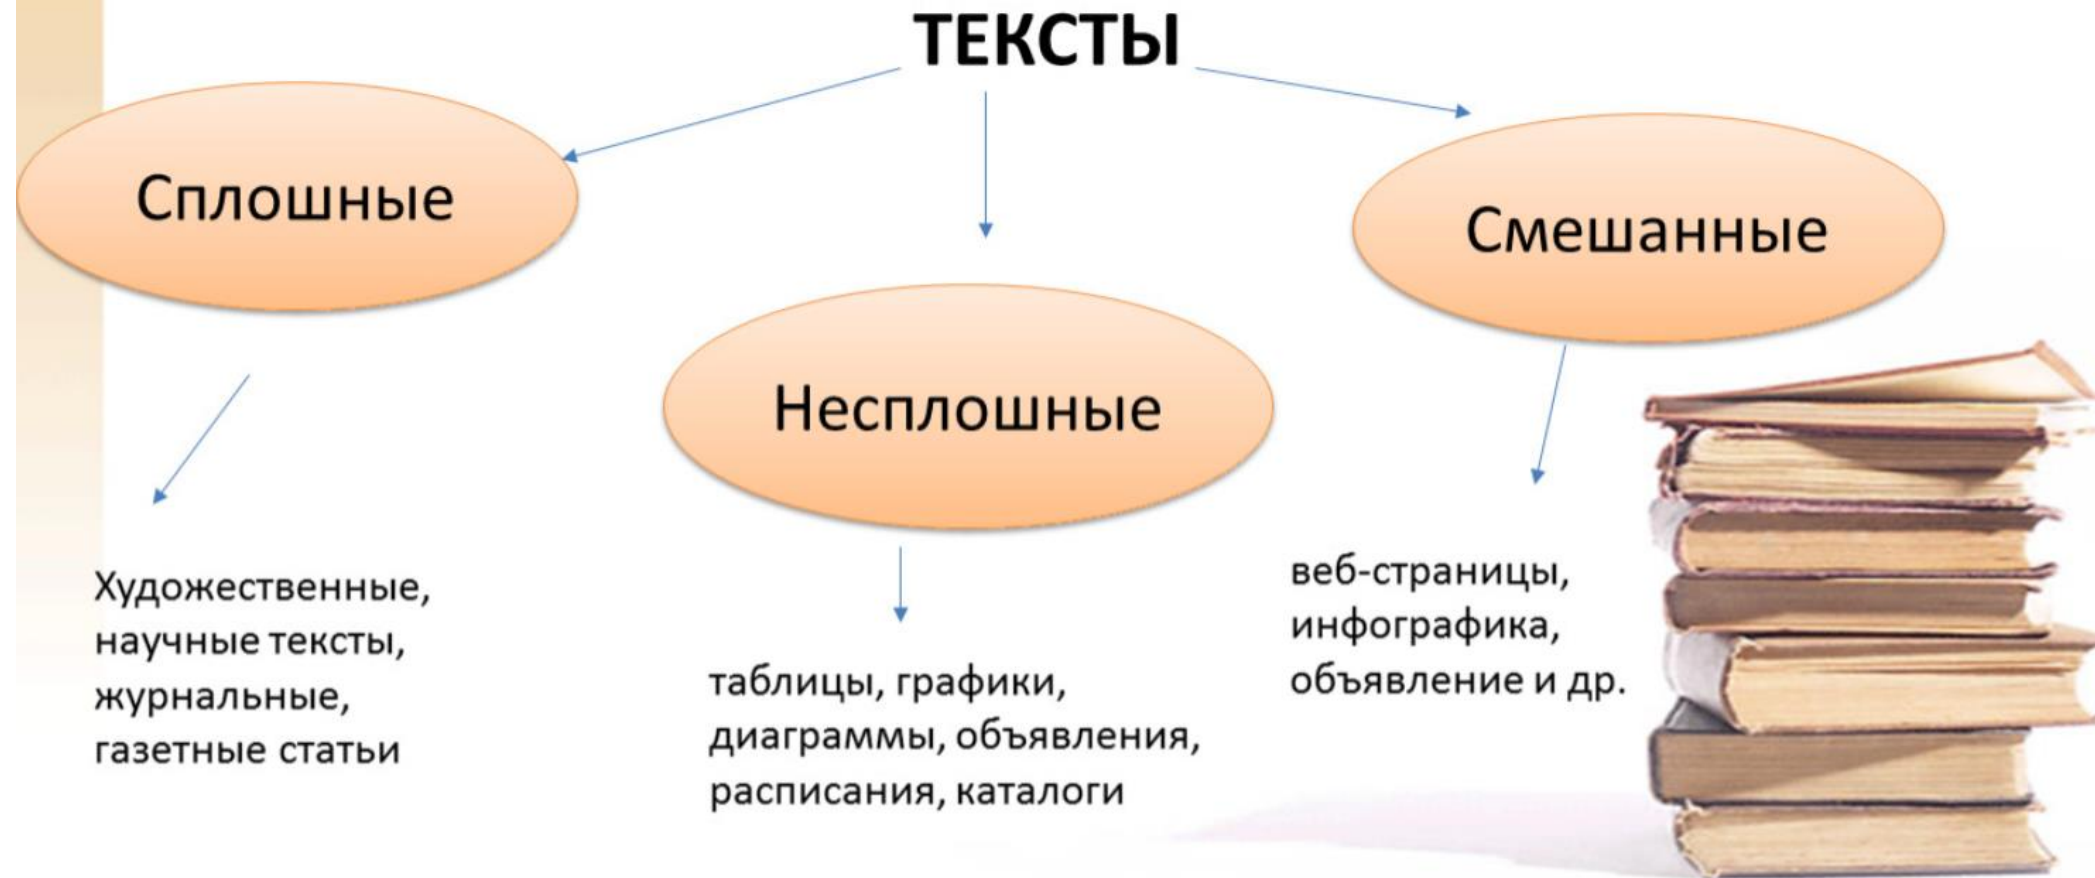 ТЕКСТЫ
Сплошные
Несплошные
Смешанные
Художественные,
научные тексты,
журнальные,
газетные статьи
таблицы, графики,
диаграммы, объявления,
расписания, каталоги
веб-страницы,
инфографика,
объявление и др.